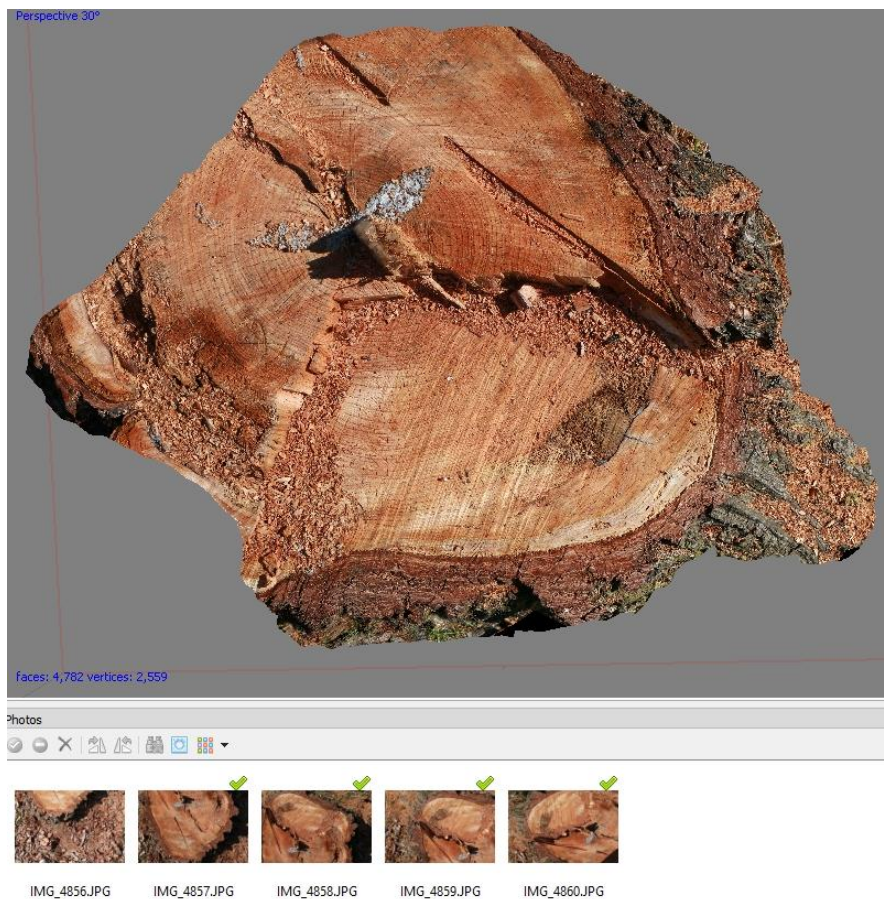 Perspective 30°
faces: 4,782 vertices: 2,559
Photos
IMG_4856.JPG IMG_4857.JPG IMG_4858.JPG IMG_4859.JPG IMG_4860.JPG